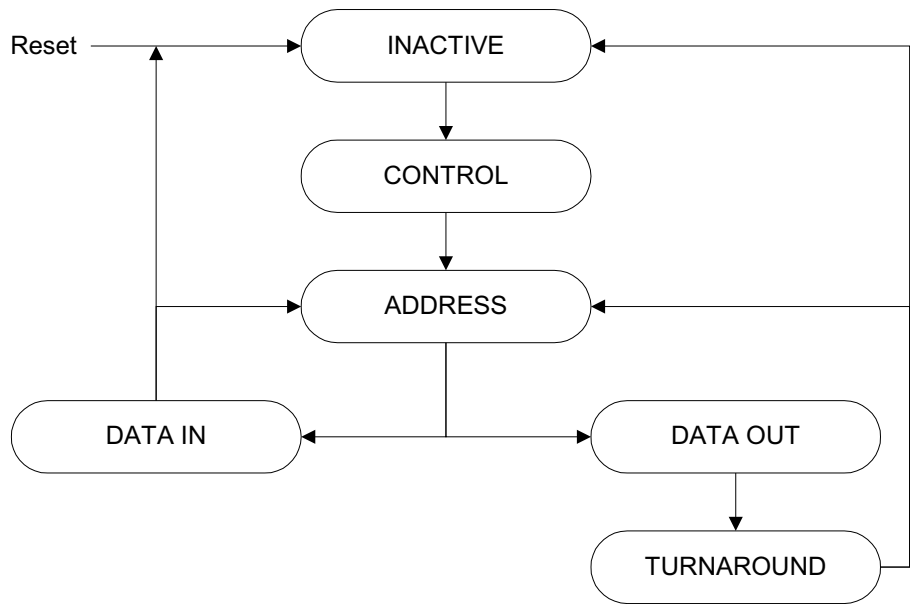 Reset
INACTIVE
CONTROL
ADDRESS
DATA IN
DATA OUT
TURNAROUND